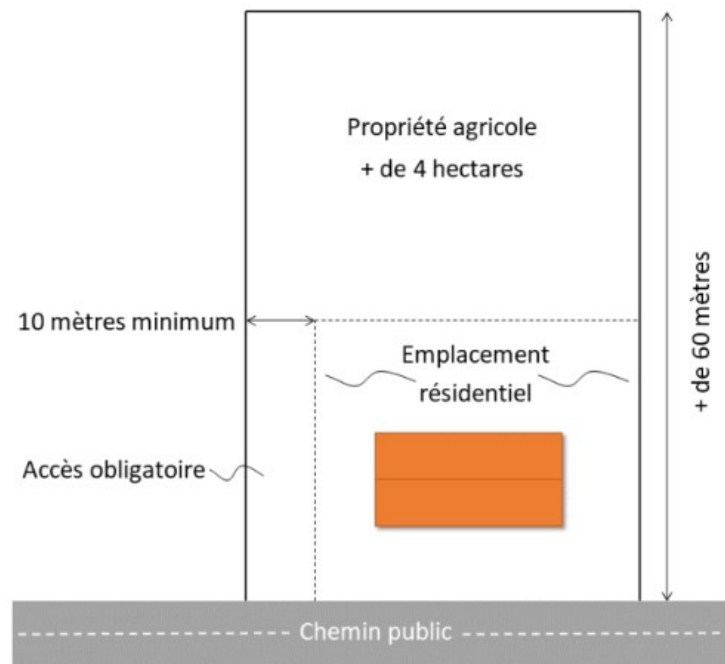 Propriété agricole
+ de 4 hectares
+ de 60 mètres
10 mètres minimum
Emplacement
résidentiel
Accès obligatoire
Chemin public